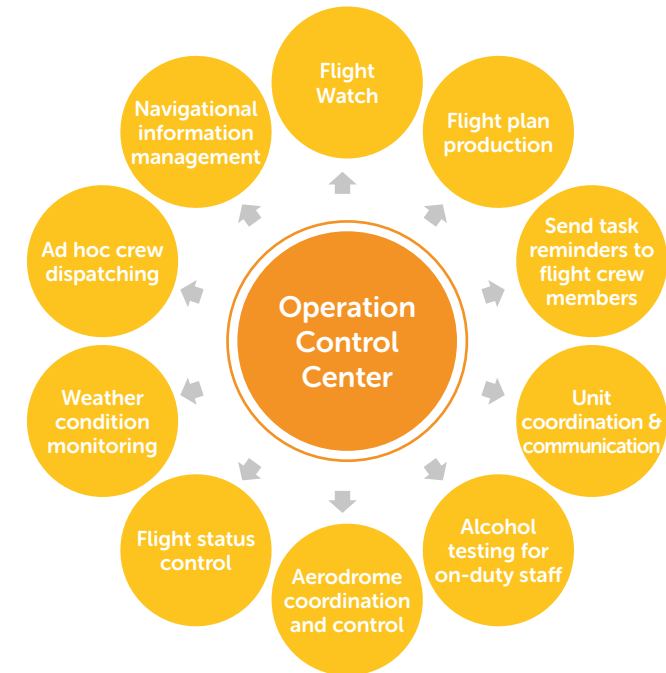 Operation
Control
Center
Flight
Watch
Flight plan
production
Send task
reminders to
flight crew
members
Unit
coordination &
communication
Alcohol
testing for
on-duty staff
Aerodrome
coordination
and control
Flight status
control
Weather
condition
monitoring
Ad hoc crew
dispatching
Navigational
information
management